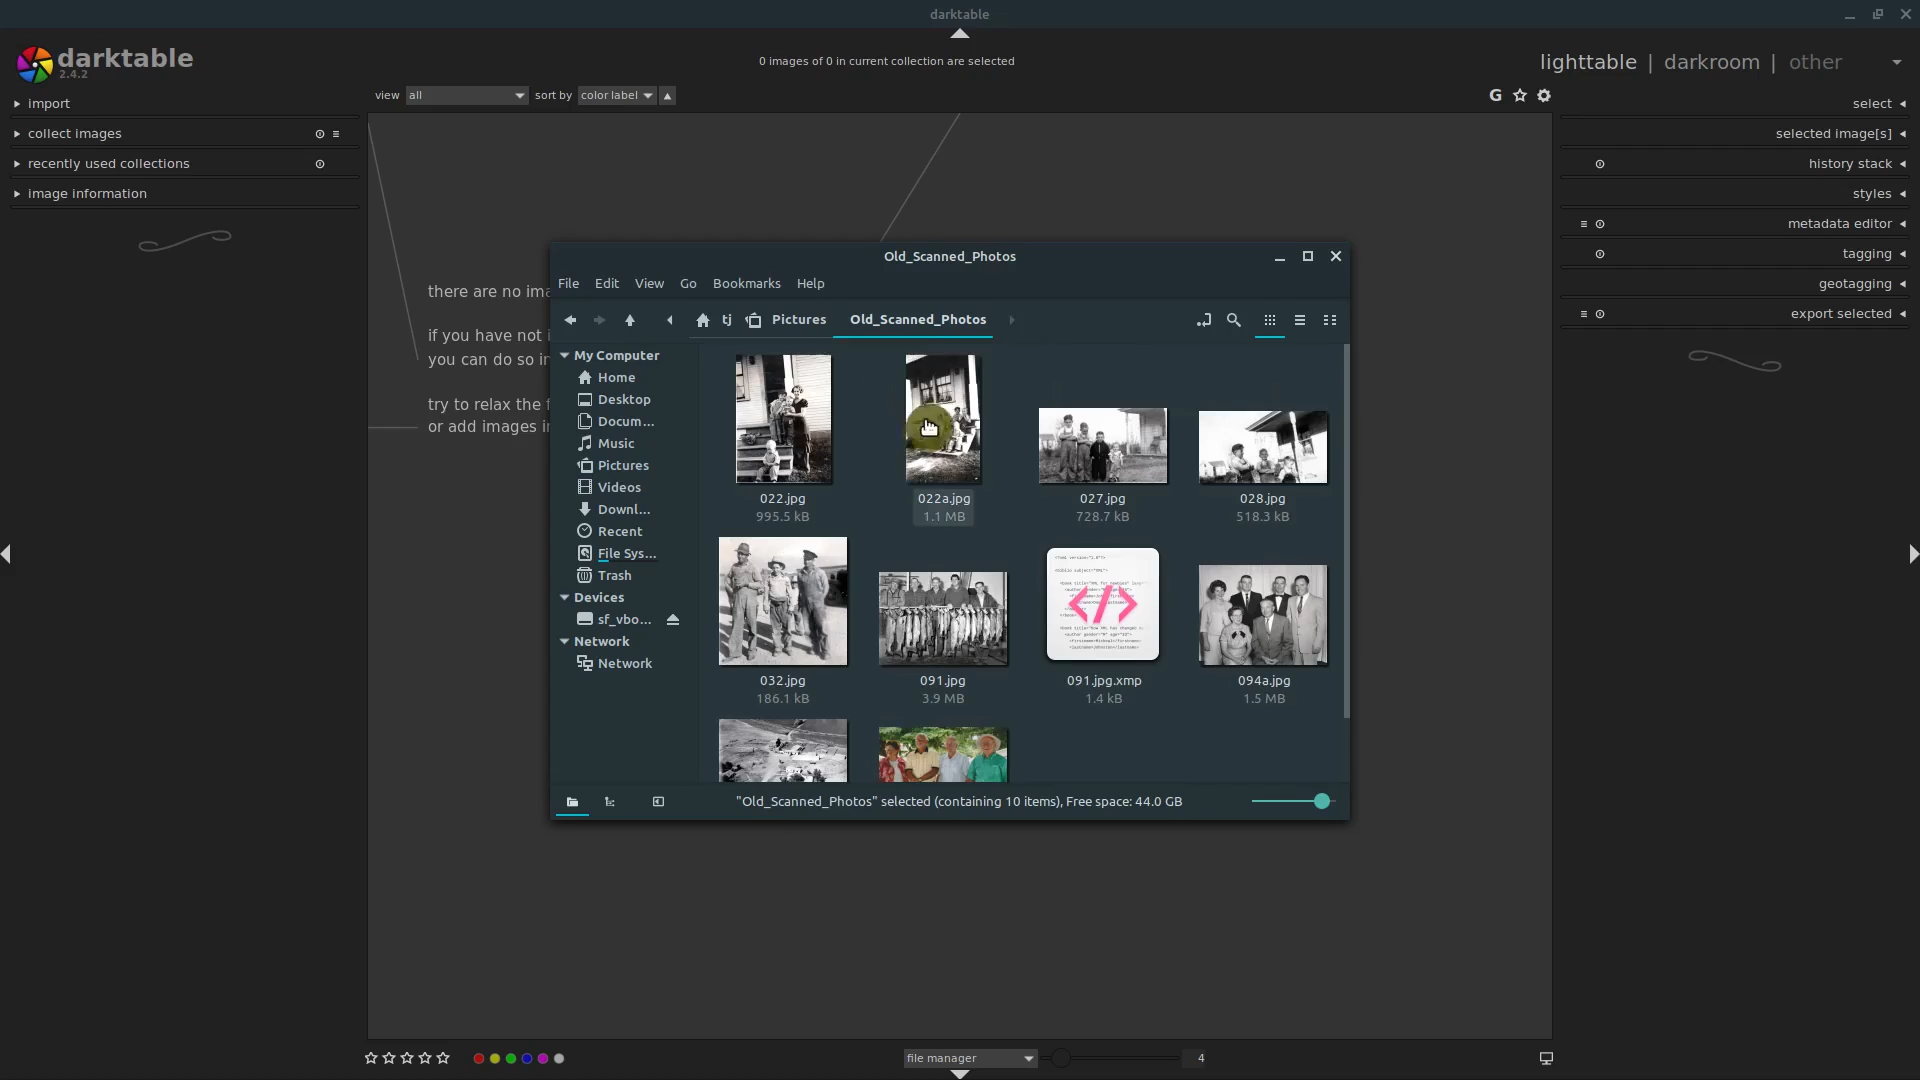 darktable
darktable
2.4.2
0 images of 0 in current collection are selected
lighttable | darkroom | other
view all sort by color label
G
import
collect images
recently used collections
image information
select
selected image[s]
history stack
styles
metadata editor
tagging
geotagging
export selected
there are no ima
if you have not i
you can do so in
try to relax the f
or add images in
Old_Scanned_Photos
File Edit View Go Bookmarks Help
tj Pictures Old_Scanned_Photos
My Computer
Home
Desktop
Docum...
Music
Pictures
Videos
Downl...
Recent
File Sys...
Trash
Devices
sf_vbo...
Network
Network
022.jpg 022a.jpg 027.jpg 028.jpg
995.5 kB 1.1 MB 728.7 kB 518.3 kB
032.jpg 091.jpg 091.jpg.xmp 094a.jpg
186.1 kB 3.9 MB 1.4 kB 1.5 MB
"Old_Scanned_Photos" selected (containing 10 items), Free space: 44.0 GB
file manager 4